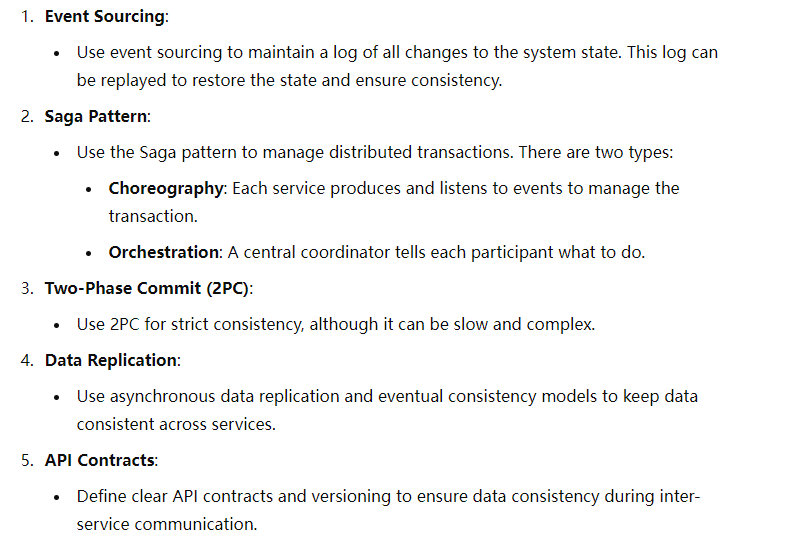 1. Event Sourcing:
• Use event sourcing to maintain a log of all changes to the system state. This log can
be replayed to restore the state and ensure consistency.
2. Saga Pattern:
• Use the Saga pattern to manage distributed transactions. There are two types:
• Choreography: Each service produces and listens to events to manage the
transaction.
• Orchestration: A central coordinator tells each participant what to do.
3. Two-Phase Commit (2PC):
• Use 2PC for strict consistency, although it can be slow and complex.
4. Data Replication:
• Use asynchronous data replication and eventual consistency models to keep data
consistent across services.
5. API Contracts:
• Define clear API contracts and versioning to ensure data consistency during inter-
service communication.